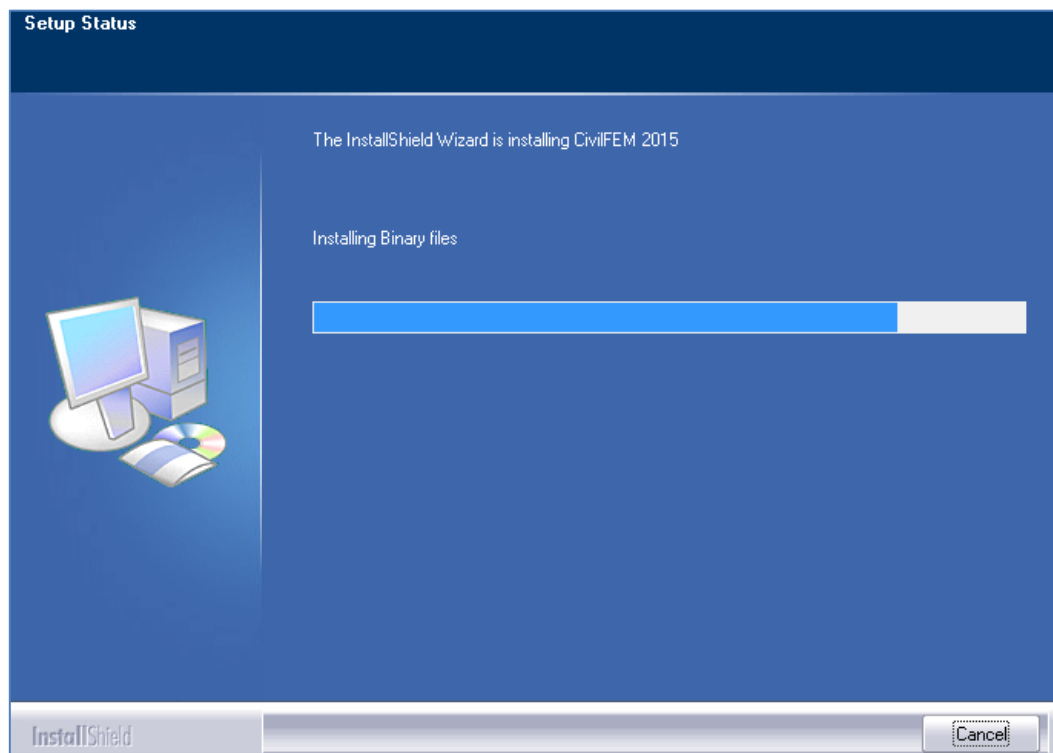 Setup Status
The InstallShield Wizard is installing CivilFEM 2015
Installing Binary files
InstallShield
Cancel